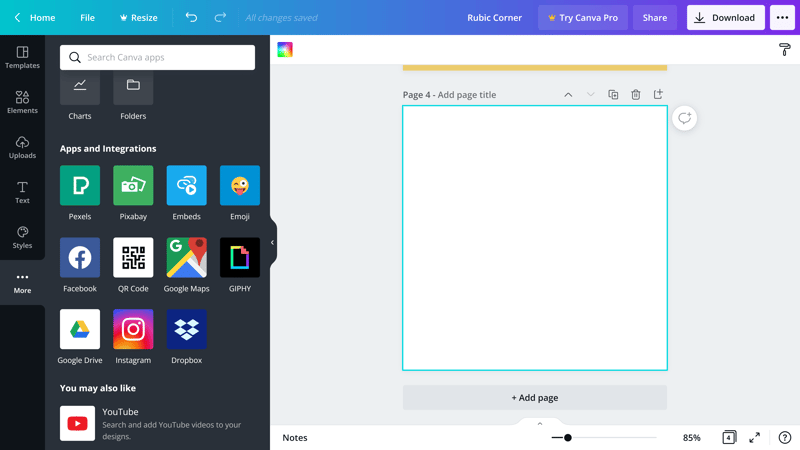 Home File Resize All changes saved Rubic Corner Try Canva Pro Share Download
Templates
Elements
Uploads
Text
Styles
More
Search Canva apps
Charts Folders
Apps and Integrations
Pexels Pixabay Embeds Emoji
Facebook QR Code Google Maps GIPHY
Google Drive Instagram Dropbox
You may also like
YouTube
Search and add YouTube videos to your
designs.
Page 4 - Add page title
+ Add page
Notes 85% 4